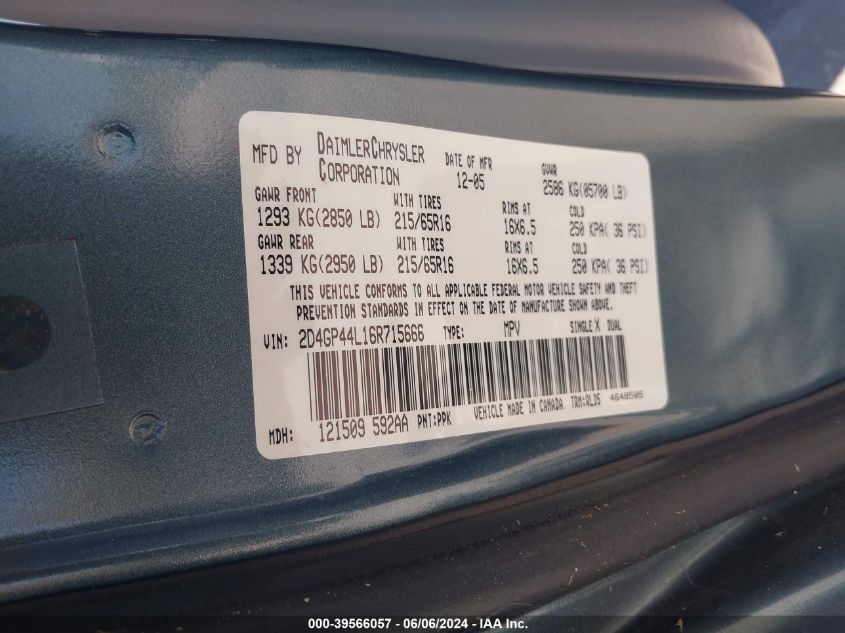 MFD BY DAIMLERCHRYSLER CORPORATION DATE OF MFR 12-05 GVWR 2586 KG(05700 LB)
GAWR FRONT WITH TIRES RIMS AT COLD
1293 KG(2850 LB) 215/65R16 16X6.5 250 KPA( 36 PSI)
GAWR REAR WITH TIRES RIMS AT COLD
1339 KG(2950 LB) 215/65R16 16X6.5 250 KPA( 36 PSI)
THIS VEHICLE CONFORMS TO ALL APPLICABLE FEDERAL MOTOR VEHICLE SAFETY AND THEFT
PREVENTION STANDARDS IN EFFECT ON THE DATE OF MANUFACTURE SHOWN ABOVE.
VIN: 2D4GP44L16R715666 TYPE: MPV SINGLE X DUAL
MDH: 121509 592AA PNT:PPK VEHICLE MADE IN CANADA TRM:RLD5 4648505
000-39566057 - 06/06/2024 - IAA Inc.